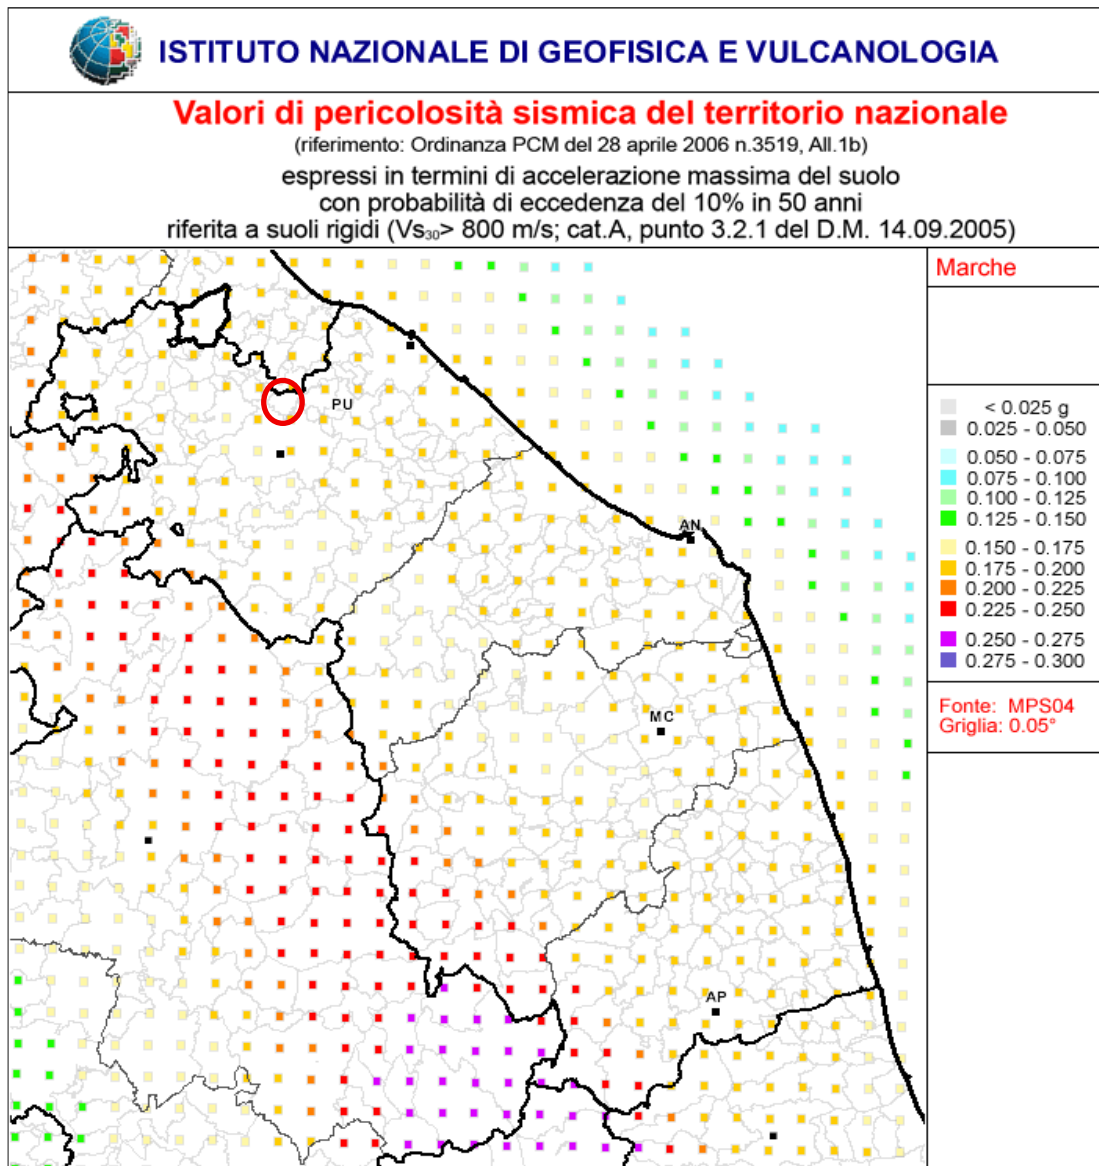 ISTITUTO NAZIONALE DI GEOFISICA E VULCANOLOGIA
Valori di pericolosità sismica del territorio nazionale
(riferimento: Ordinanza PCM del 28 aprile 2006 n.3519, All.1b)
espressi in termini di accelerazione massima del suolo
con probabilità di eccedenza del 10% in 50 anni
riferita a suoli rigidi (Vs30> 800 m/s; cat.A, punto 3.2.1 del D.M. 14.09.2005)
Marche
PU
AN
MC
AP
< 0.025 g
0.025 - 0.050
0.050 - 0.075
0.075 - 0.100
0.100 - 0.125
0.125 - 0.150
0.150 - 0.175
0.175 - 0.200
0.200 - 0.225
0.225 - 0.250
0.250 - 0.275
0.275 - 0.300
Fonte: MPS04
Griglia: 0.05°